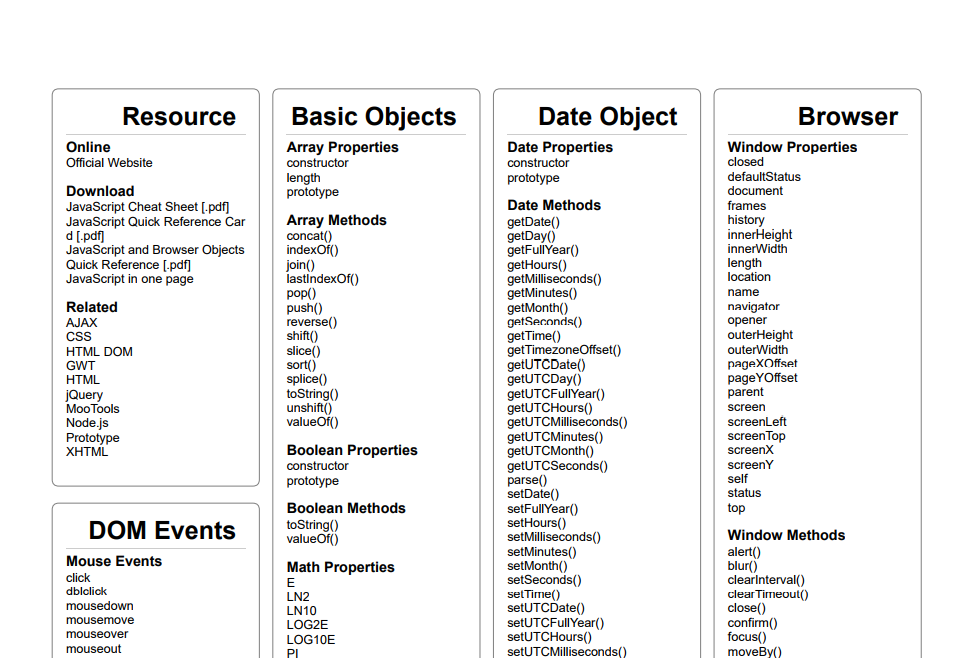 Resource
Online
Official Website
Download
JavaScript Cheat Sheet [.pdf]
JavaScript Quick Reference Car
d [.pdf]
JavaScript and Browser Objects
Quick Reference [.pdf]
JavaScript in one page
Related
AJAX
CSS
HTML DOM
GWT
HTML
jQuery
MooTools
Node.js
Prototype
XHTML
DOM Events
Mouse Events
click
dblclick
mousedown
mousemove
mouseover
mouseout
Basic Objects
Array Properties
constructor
length
prototype
Array Methods
concat()
indexOf()
join()
lastIndexOf()
pop()
push()
reverse()
shift()
slice()
sort()
splice()
toString()
unshift()
valueOf()
Boolean Properties
constructor
prototype
Boolean Methods
toString()
valueOf()
Math Properties
E
LN2
LN10
LOG2E
LOG10E
PI
Date Object
Date Properties
constructor
prototype
Date Methods
getDate()
getDay()
getFullYear()
getHours()
getMilliseconds()
getMinutes()
getMonth()
getSeconds()
getTime()
getTimezoneOffset()
getUTCDate()
getUTCDay()
getUTCFullYear()
getUTCHours()
getUTCMilliseconds()
getUTCMinutes()
getUTCMonth()
getUTCSeconds()
parse()
setDate()
setFullYear()
setHours()
setMilliseconds()
setMinutes()
setMonth()
setSeconds()
setTime()
setUTCDate()
setUTCFullYear()
setUTCHours()
setUTCMilliseconds()
Browser
Window Properties
closed
defaultStatus
document
frames
history
innerHeight
innerWidth
length
location
name
navigator
opener
outerHeight
outerWidth
pageXOffset
pageYOffset
parent
screen
screenLeft
screenTop
screenX
screenY
self
status
top
Window Methods
alert()
blur()
clearInterval()
clearTimeout()
close()
confirm()
focus()
moveBy()